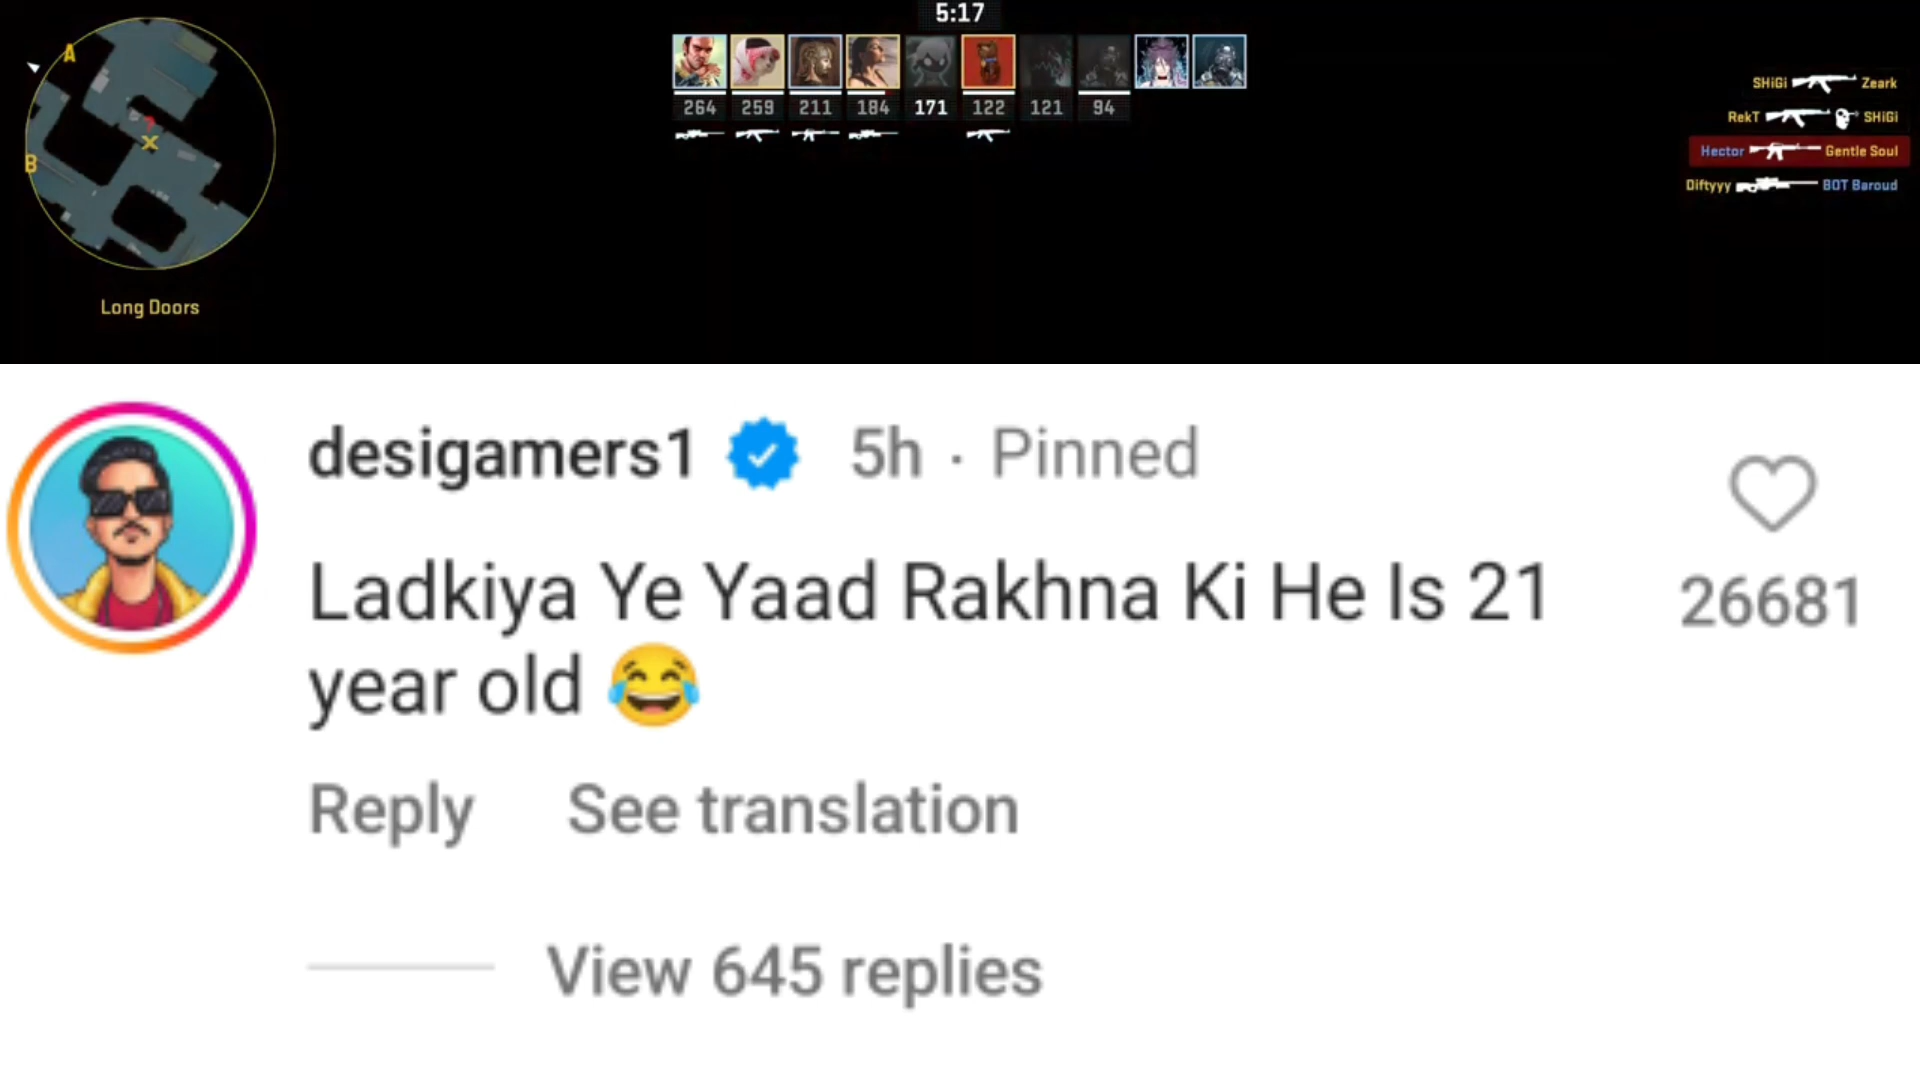 5:17
A
B
264 259 211 184 171 122 121 94
SHiGi Zeark
RekT SHiGi
Hector Gentle Soul
Diftyyy BOT Baroud
Long Doors
desigamers1 5h · Pinned
Ladkiya Ye Yaad Rakhna Ki He Is 21
year old 😂
26681
Reply See translation
View 645 replies